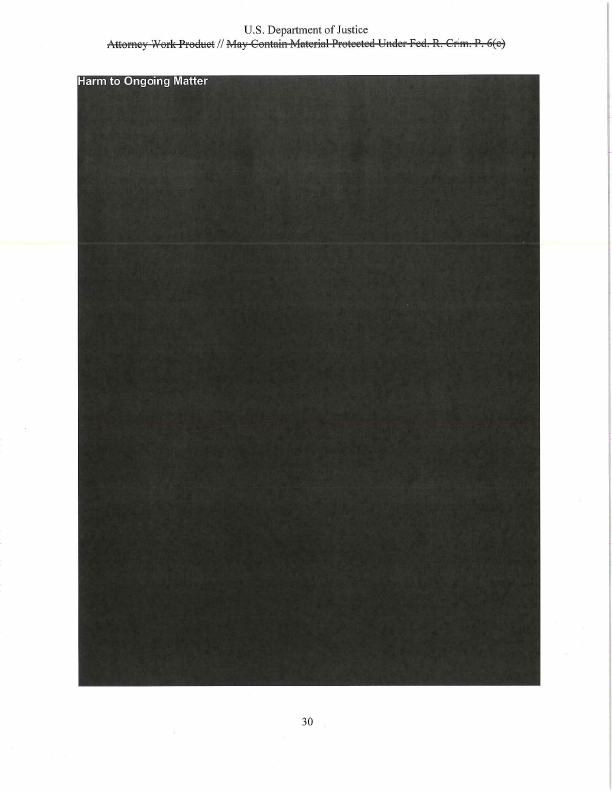 U.S. Department of Justice
Attorney Work Product // May Contain Material Protected Under Fed. R. Crim. P. 6(e)
Harm to Ongoing Matter
30